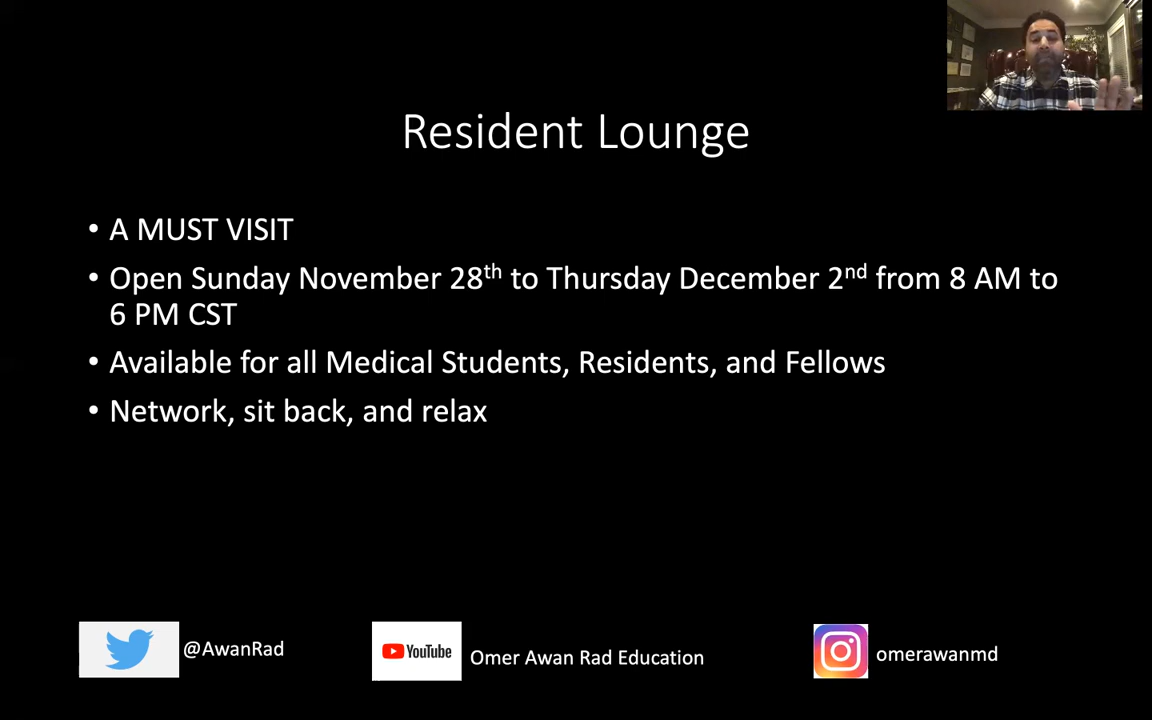 Resident Lounge
• A MUST VISIT
• Open Sunday November 28th to Thursday December 2nd from 8 AM to
6 PM CST
• Available for all Medical Students, Residents, and Fellows
• Network, sit back, and relax
@AwanRad
YouTube
Omer Awan Rad Education
omerawanmd